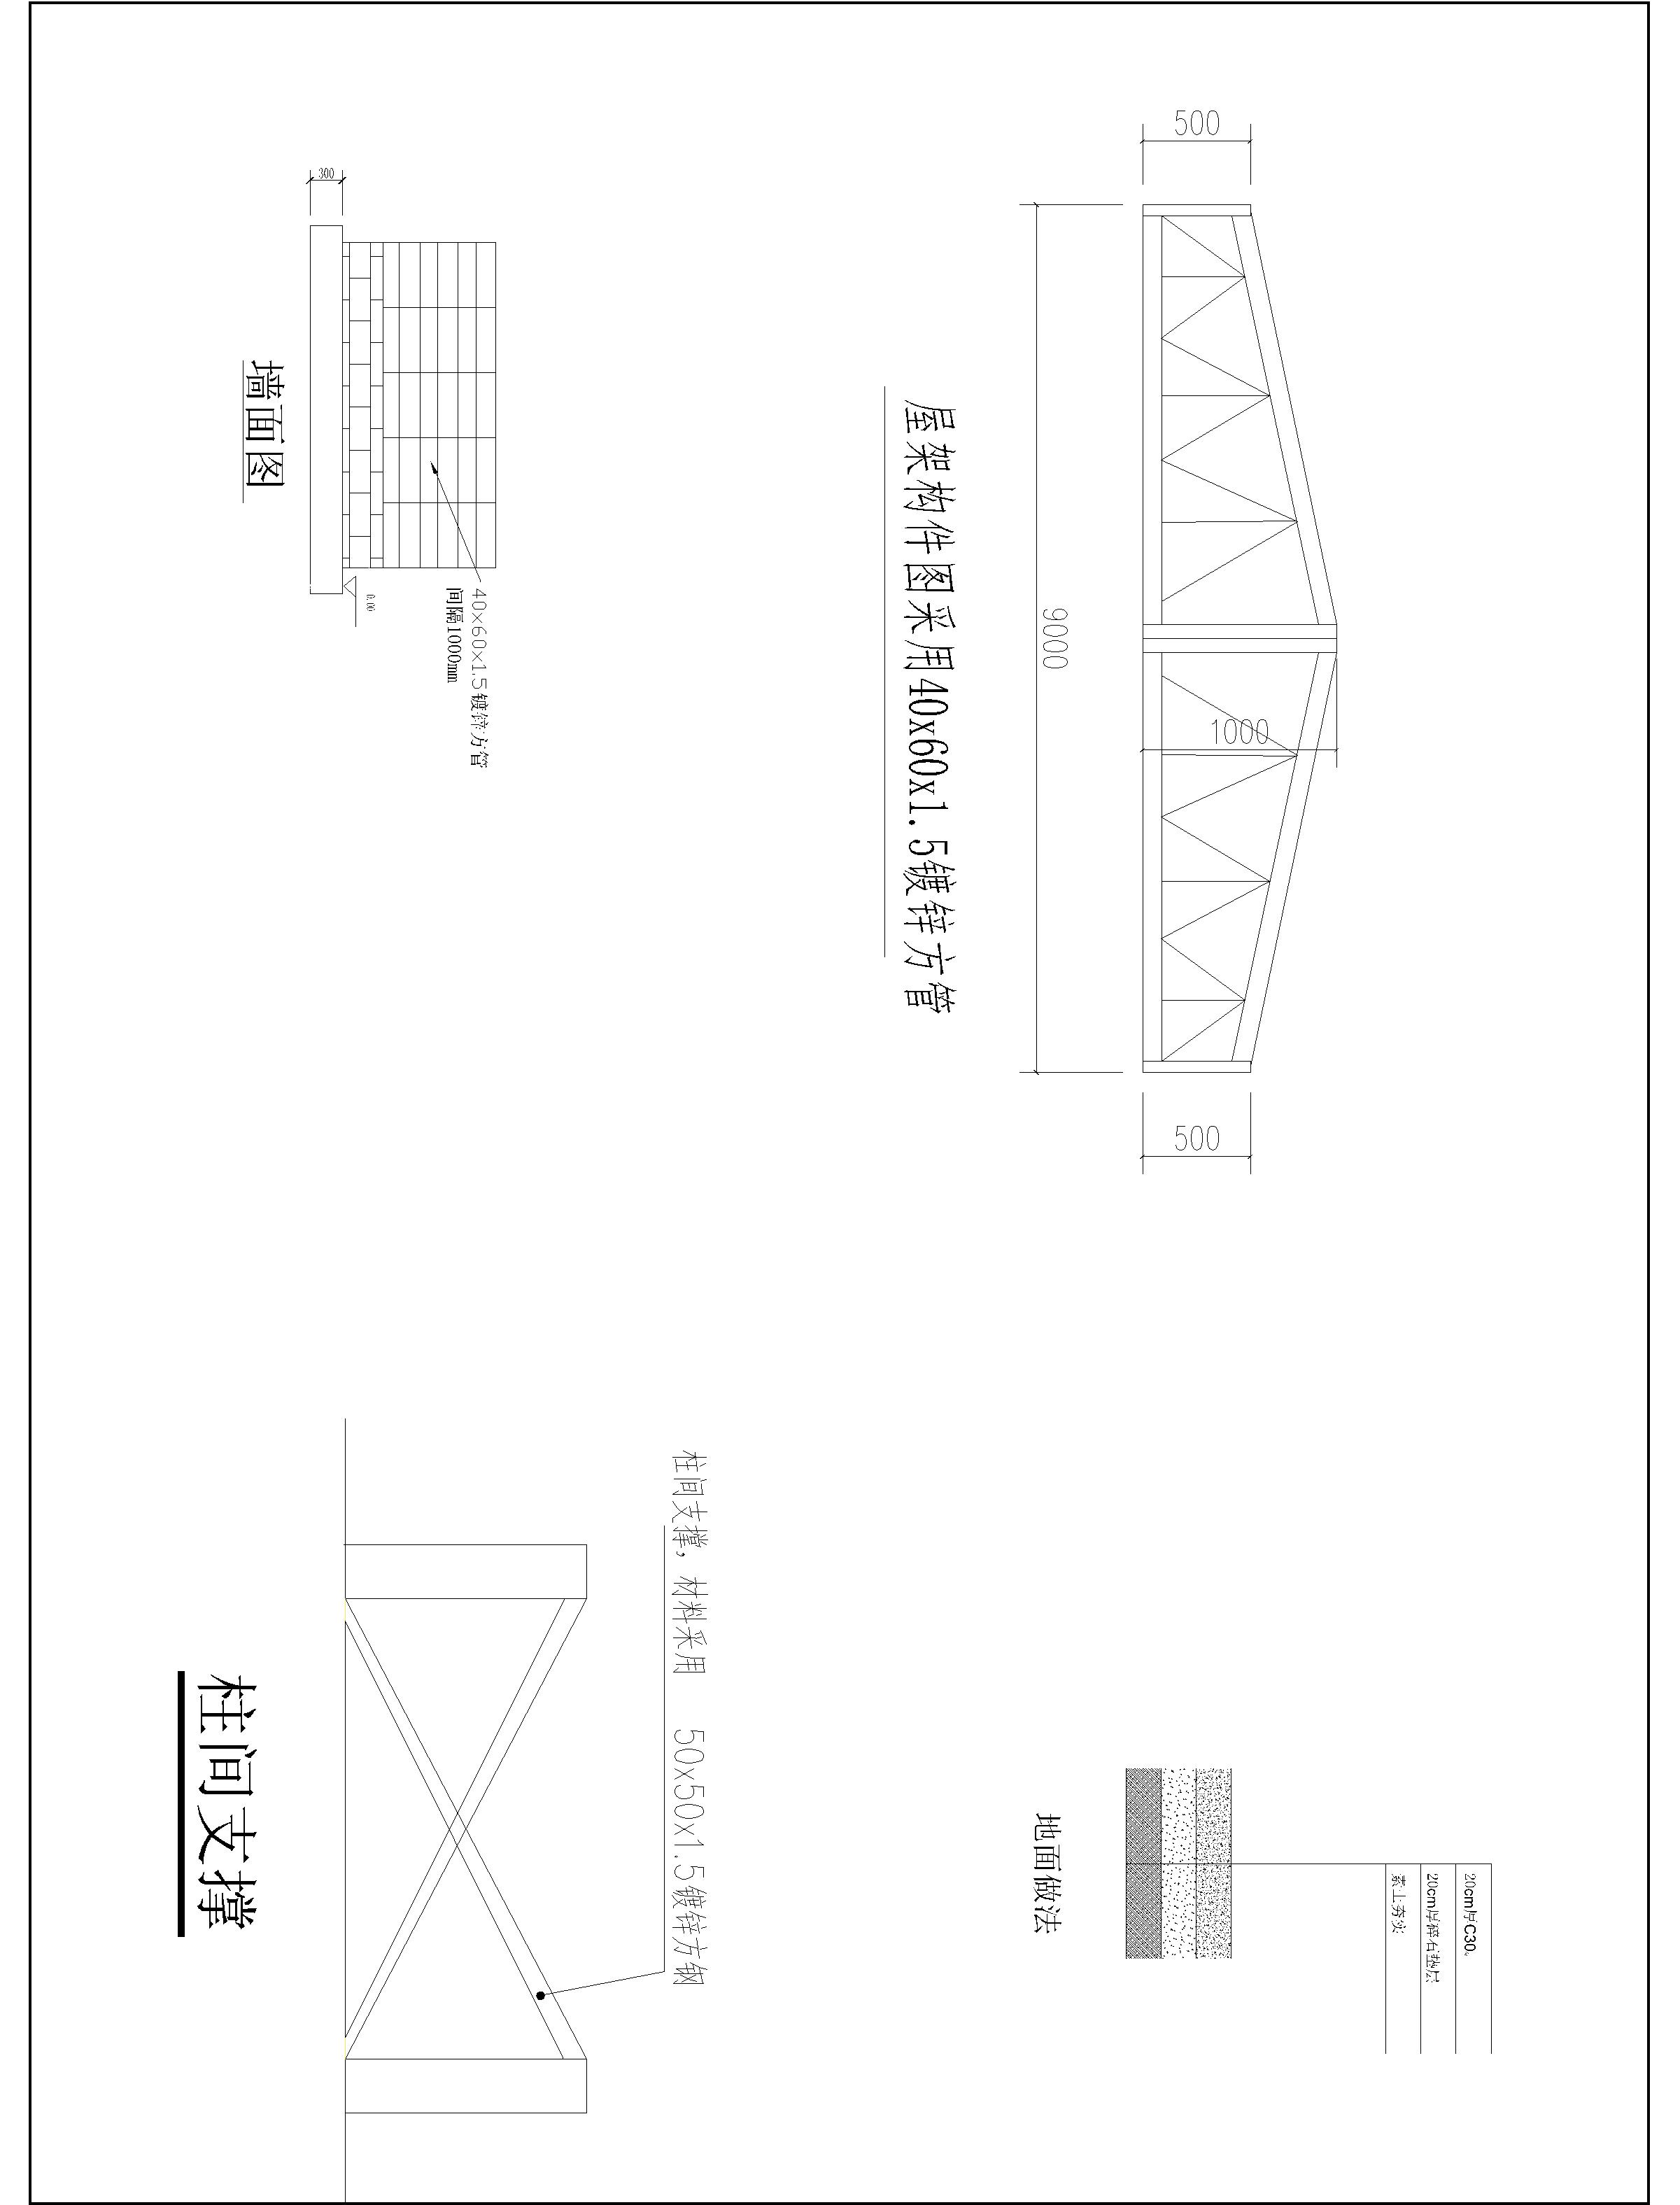 500
1000
500
9000
屋架构件图采用40x60x1.5镀锌方管
20cm厚C30。
20cm厚碎石垫层
素土夯实
地面做法
40x60x1.5镀锌方管
间隔1000mm
0.00
300
墙面图
柱间支撑，材料采用 50x50x1.5镀锌方钢
柱间支撑